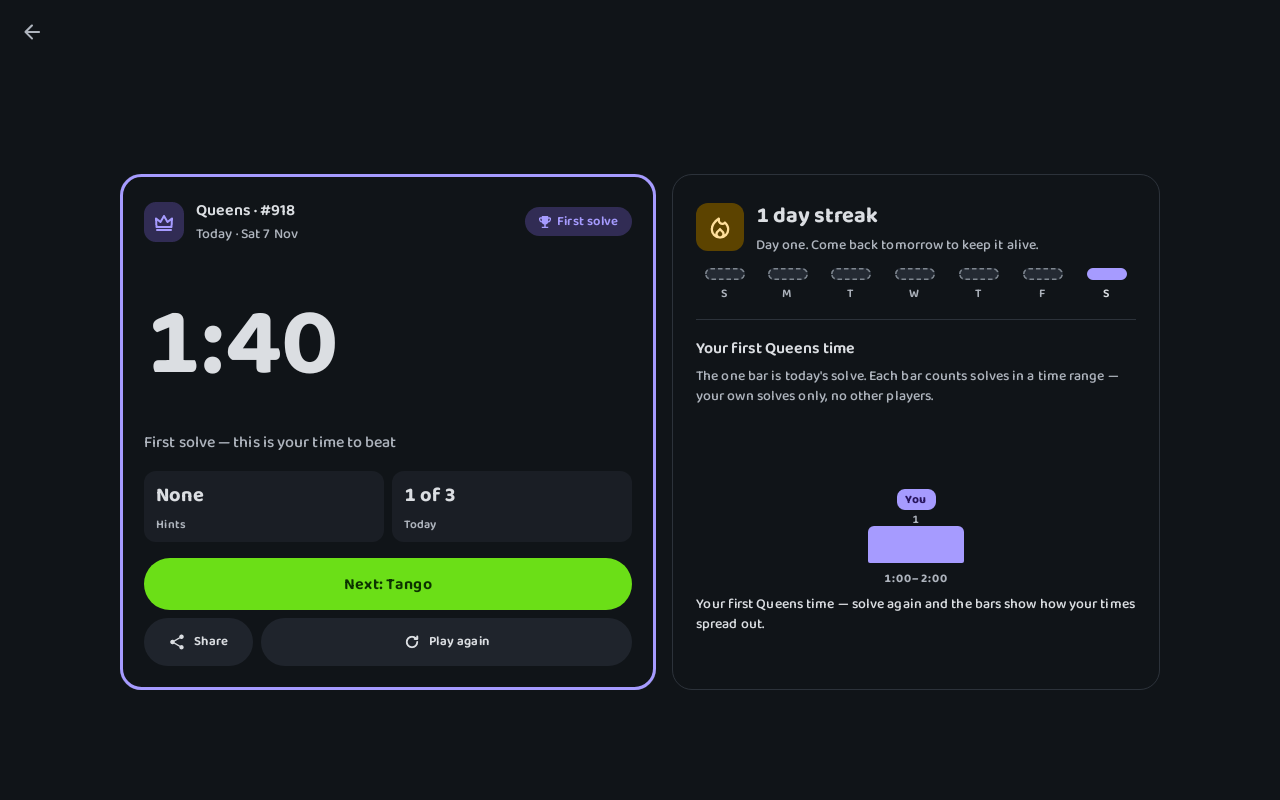 Queens · #918
Today · Sat 7 Nov
First solve
1:40
First solve — this is your time to beat
None
Hints
1 of 3
Today
Next: Tango
Share
Play again
1 day streak
Day one. Come back tomorrow to keep it alive.
S M T W T F S
Your first Queens time
The one bar is today's solve. Each bar counts solves in a time range —
your own solves only, no other players.
You
1
1:00–2:00
Your first Queens time — solve again and the bars show how your times
spread out.